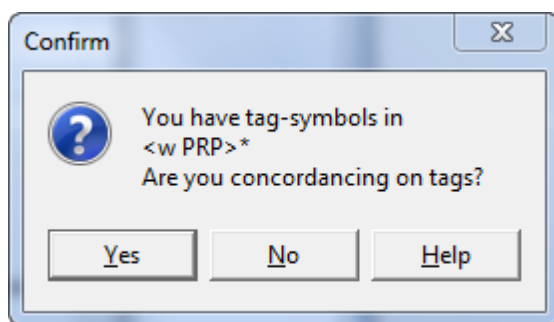 Confirm
You have tag-symbols in
<w PRP>*
Are you concordancing on tags?
Yes No Help